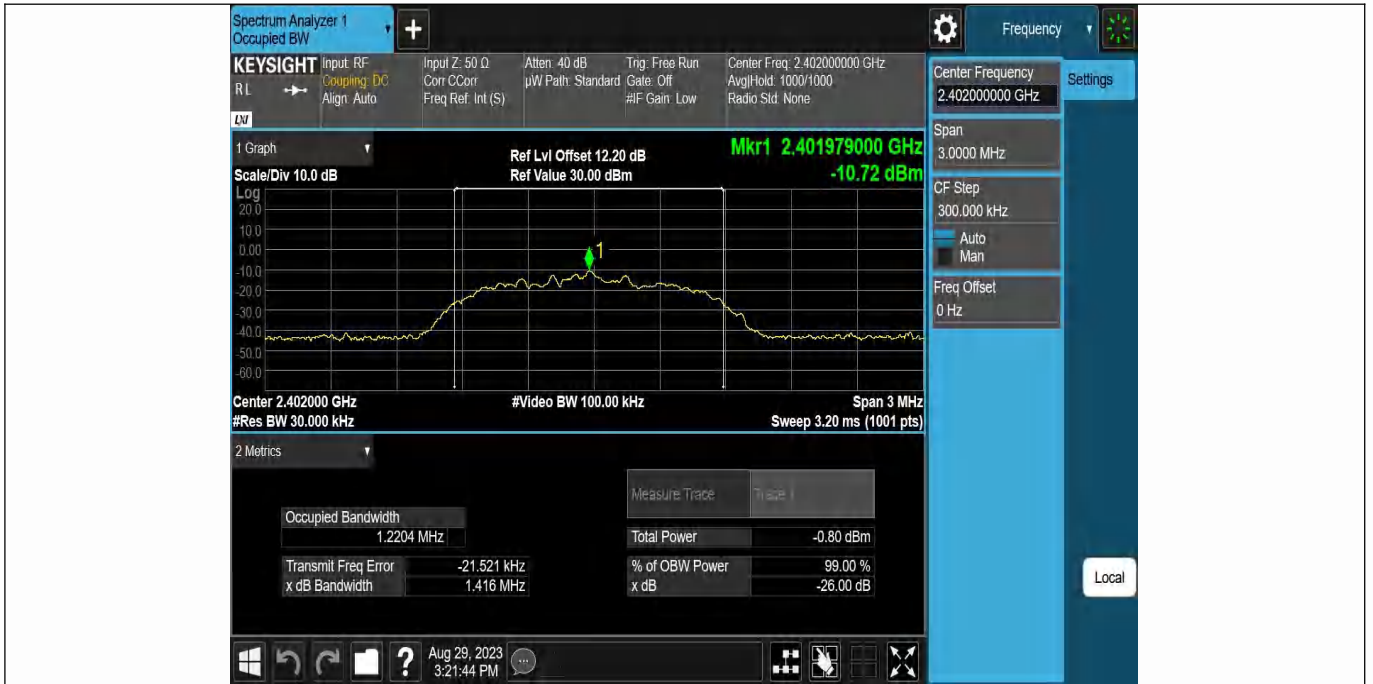 Spectrum Analyzer 1
Occupied BW
+
Frequency
KEYSIGHT
R L
LXI
Input: RF
Coupling: DC
Align: Auto
Input Z: 50 Ω
Corr CCorr
Freq Ref: Int (S)
Atten: 40 dB
µW Path: Standard
Trig: Free Run
Gate: Off
#IF Gain: Low
Center Freq: 2.402000000 GHz
Avg|Hold: 1000/1000
Radio Std: None
Center Frequency
2.402000000 GHz
Settings
Span
3.0000 MHz
CF Step
300.000 kHz
Auto
Man
Freq Offset
0 Hz
1 Graph
Scale/Div 10.0 dB
Ref Lvl Offset 12.20 dB
Ref Value 30.00 dBm
Mkr1 2.401979000 GHz
-10.72 dBm
Log
20.0
10.0
0.00
-10.0
-20.0
-30.0
-40.0
-50.0
-60.0
1
Center 2.402000 GHz
#Video BW 100.00 kHz
Span 3 MHz
#Res BW 30.000 kHz
Sweep 3.20 ms (1001 pts)
2 Metrics
Measure Trace
Trace 1
Occupied Bandwidth
1.2204 MHz
Total Power
-0.80 dBm
Transmit Freq Error
-21.521 kHz
% of OBW Power
99.00 %
x dB Bandwidth
1.416 MHz
x dB
-26.00 dB
Local
?
Aug 29, 2023
3:21:44 PM